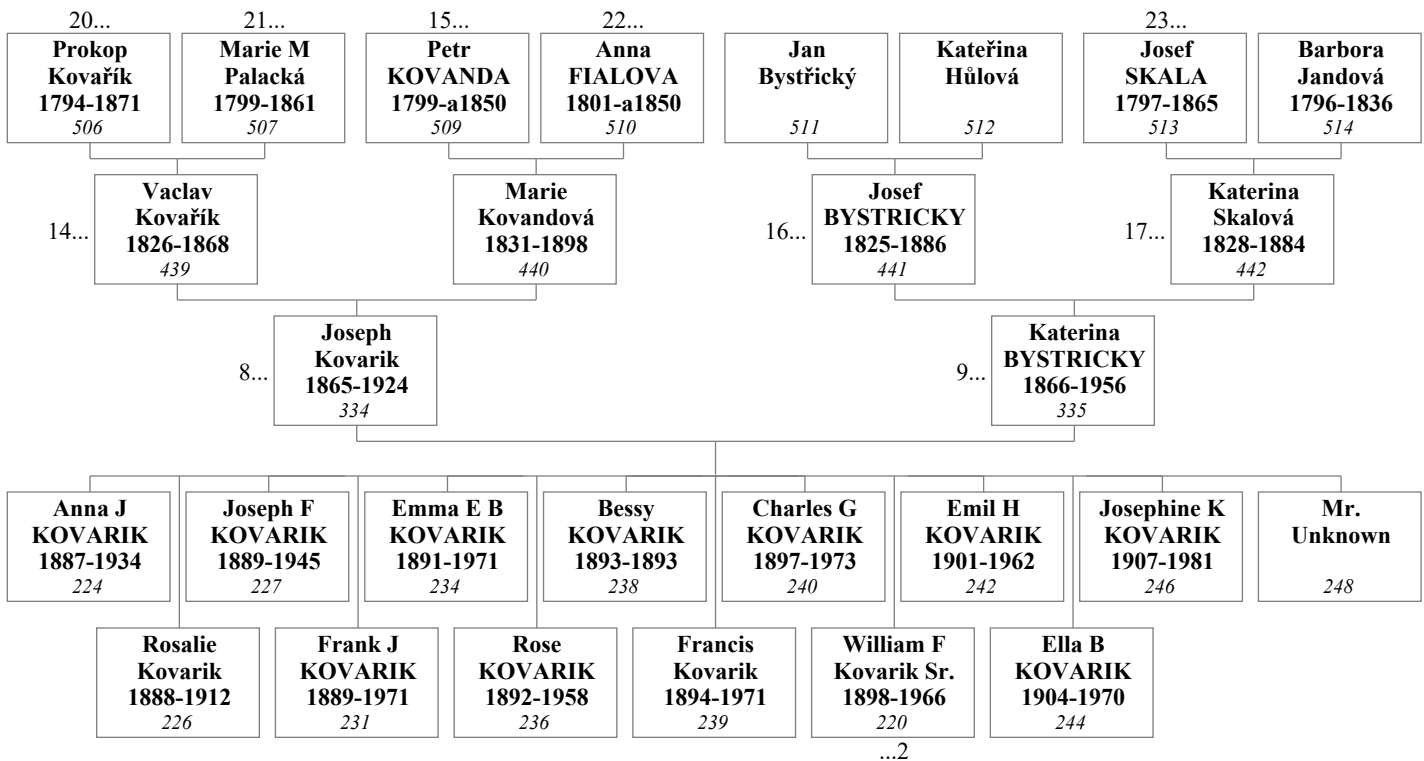 20...
21...
15...
22...
23...
Prokop
Kovařík
1794-1871
506
Marie M
Palacká
1799-1861
507
Petr
KOVANDA
1799-a1850
509
Anna
FIALOVA
1801-a1850
510
Jan
Bystřický
511
Kateřina
Hůlová
512
Josef
SKALA
1797-1865
513
Barbora
Jandová
1796-1836
514
14...
Vaclav
Kovařík
1826-1868
439
Marie
Kovandová
1831-1898
440
16...
Josef
BYSTRICKY
1825-1886
441
17...
Katerina
Skalová
1828-1884
442
8...
Joseph
Kovarik
1865-1924
334
9...
Katerina
BYSTRICKY
1866-1956
335
Anna J
KOVARIK
1887-1934
224
Joseph F
KOVARIK
1889-1945
227
Emma E B
KOVARIK
1891-1971
234
Bessy
KOVARIK
1893-1893
238
Charles G
KOVARIK
1897-1973
240
Emil H
KOVARIK
1901-1962
242
Josephine K
KOVARIK
1907-1981
246
Mr.
Unknown
248
Rosalie
Kovarik
1888-1912
226
Frank J
KOVARIK
1889-1971
231
Rose
KOVARIK
1892-1958
236
Francis
Kovarik
1894-1971
239
William F
Kovarik Sr.
1898-1966
220
Ella B
KOVARIK
1904-1970
244
...2